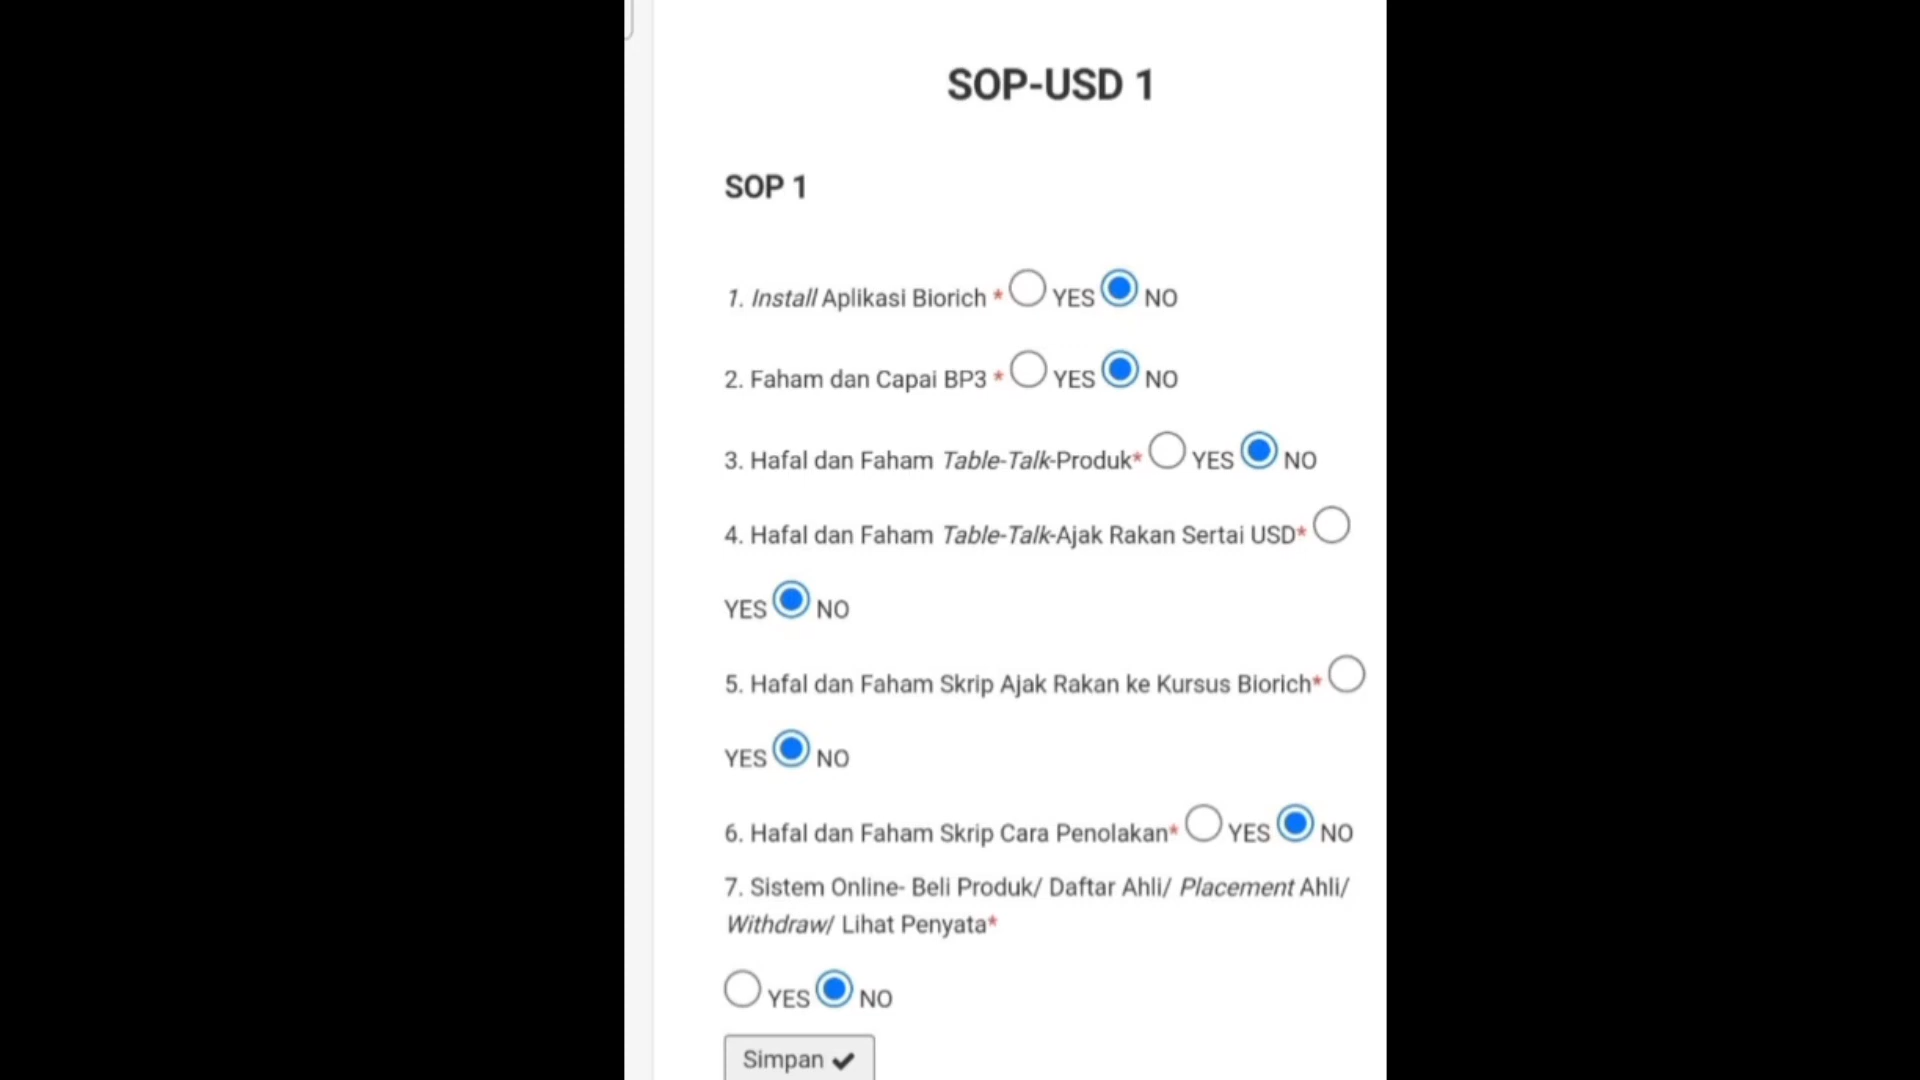 SOP-USD 1
SOP 1
1. Install Aplikasi Biorich * YES NO
2. Faham dan Capai BP3 * YES NO
3. Hafal dan Faham Table-Talk-Produk* YES NO
4. Hafal dan Faham Table-Talk-Ajak Rakan Sertai USD*
YES NO
5. Hafal dan Faham Skrip Ajak Rakan ke Kursus Biorich*
YES NO
6. Hafal dan Faham Skrip Cara Penolakan* YES NO
7. Sistem Online- Beli Produk/ Daftar Ahli/ Placement Ahli/
Withdraw/ Lihat Penyata*
YES NO
Simpan